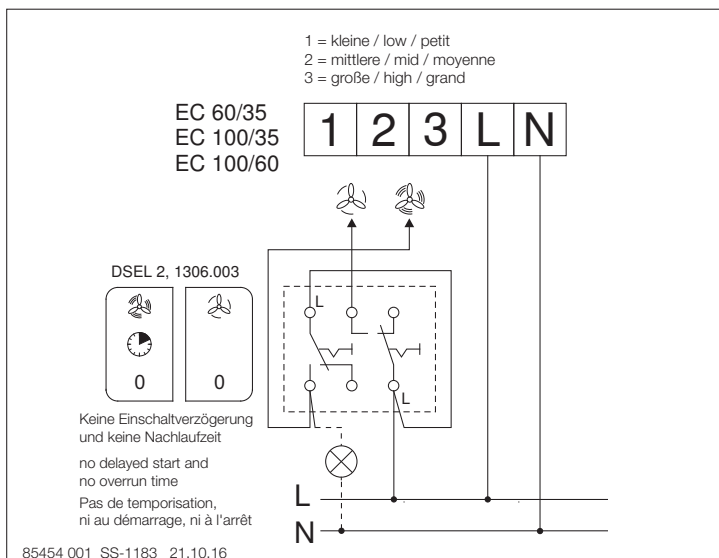 1 = kleine / low / petit
2 = mittlere / mid / moyenne
3 = große / high / grand
EC 60/35
EC 100/35
EC 100/60
1 2 3 L N
DSEL 2, 1306.003
0 0
L
L
Keine Einschaltverzögerung
und keine Nachlaufzeit
no delayed start and
no overrun time
Pas de temporisation,
ni au démarrage, ni à l'arrêt
L
N
85454 001 SS-1183 21.10.16